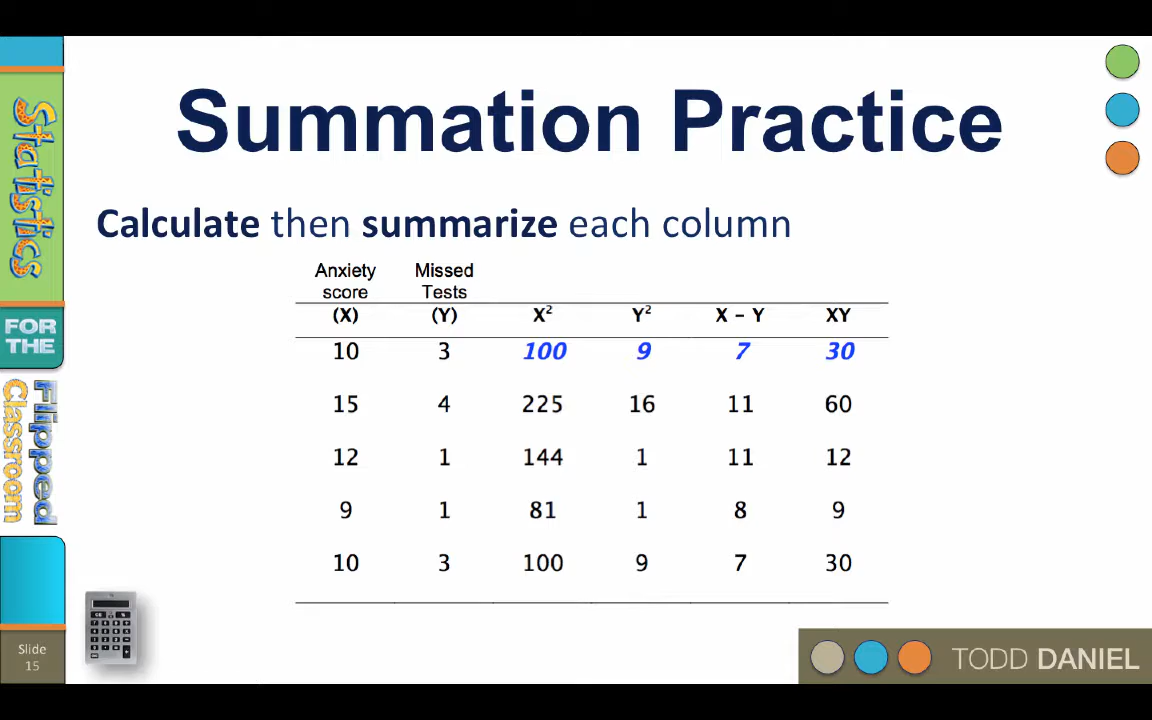 Summation Practice
Calculate then summarize each column
Anxiety score (X) Missed Tests (Y) X² Y² X – Y XY
10 3 100 9 7 30
15 4 225 16 11 60
12 1 144 1 11 12
9 1 81 1 8 9
10 3 100 9 7 30
Statistics
FOR THE
Flipped Classroom
Slide 15
TODD DANIEL